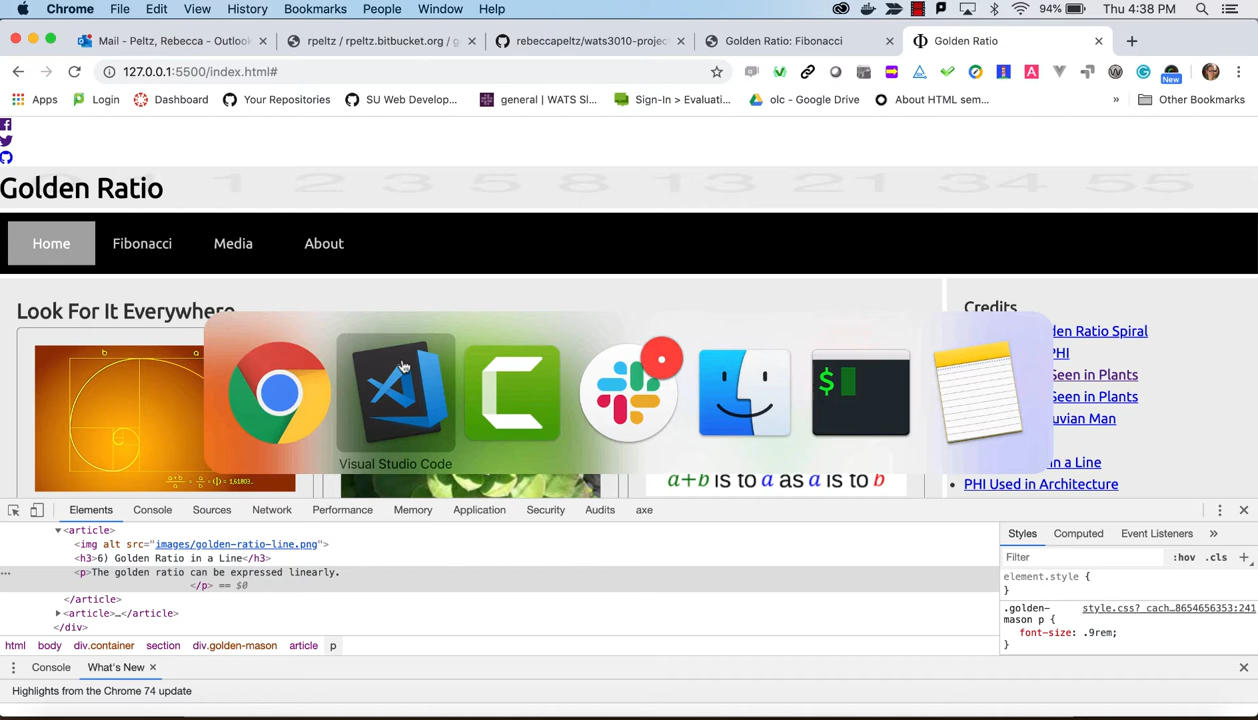 Chrome File Edit View History Bookmarks People Window Help 94% Thu 4:38 PM
Mail - Peltz, Rebecca - Outlook rpeltz / rpeltz.bitbucket.org / g rebeccapeltz/wats3010-projec Golden Ratio: Fibonacci Golden Ratio
127.0.0.1:5500/index.html# New
Apps Login Dashboard Your Repositories SU Web Develop... general | WATS Sl... Sign-In > Evaluati... olc - Google Drive About HTML sem... » Other Bookmarks
0 1 1 2 3 5 8 13 21 34 55
Golden Ratio
Home Fibonacci Media About
Look For It Everywhere
Credits
den Ratio Spiral
PHI
Seen in Plants
Seen in Plants
uvian Man
in a Line
PHI Used in Architecture
b a
a+b is to a as a is to b
Visual Studio Code
Elements Console Sources Network Performance Memory Application Security Audits axe
▼<article>
<img alt src="images/golden-ratio-line.png">
<h3>6) Golden Ratio in a Line</h3>
<p>The golden ratio can be expressed linearly.
</p> == $0
</article>
▶<article>…</article>
</div>
html body div.container section div.golden-mason article p
Styles Computed Event Listeners »
Filter :hov .cls +
element.style {
}
.golden-mason p { style.css?_cach…8654656353:241
font-size: .9rem;
}
Console What's New ×
Highlights from the Chrome 74 update